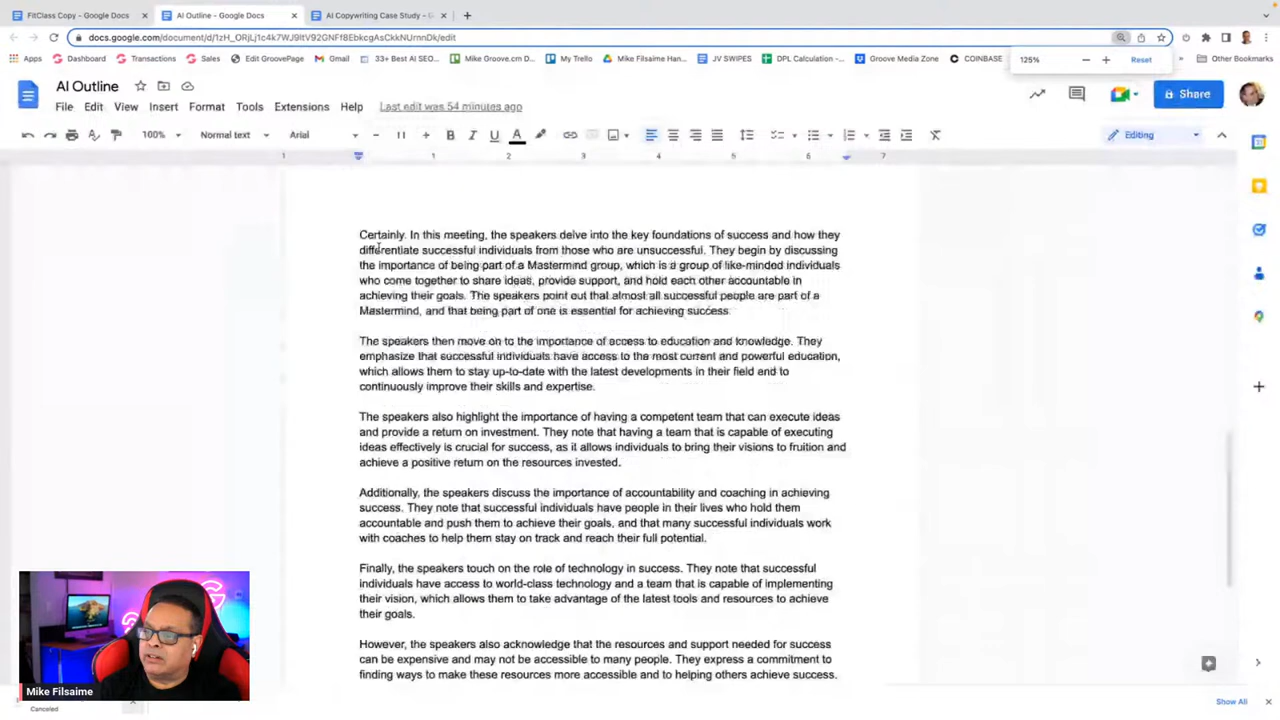 FitClass Copy - Google Docs
AI Outline - Google Docs
AI Copywriting Case Study - G
docs.google.com/document/d/1zH_ORjLj1c4k7WJ9ltV92GNFf8EbkcgAsCkkNUrnnDk/edit
Apps Dashboard Transactions Sales Edit GroovePage Gmail 33+ Best AI SEO... Mike Groove.cm D... My Trello Mike Filsaime Han... JV SWIPES DPL Calculation -... Groove Media Zone COINBASE Other Bookmarks
125% Reset
AI Outline
File Edit View Insert Format Tools Extensions Help Last edit was 54 minutes ago
Share
100% Normal text Arial 11 B I U A Editing
1 1 2 3 4 5 6 7
Certainly. In this meeting, the speakers delve into the key foundations of success and how they
differentiate successful individuals from those who are unsuccessful. They begin by discussing
the importance of being part of a Mastermind group, which is a group of like-minded individuals
who come together to share ideas, provide support, and hold each other accountable in
achieving their goals. The speakers point out that almost all successful people are part of a
Mastermind, and that being part of one is essential for achieving success.
The speakers then move on to the importance of access to education and knowledge. They
emphasize that successful individuals have access to the most current and powerful education,
which allows them to stay up-to-date with the latest developments in their field and to
continuously improve their skills and expertise.
The speakers also highlight the importance of having a competent team that can execute ideas
and provide a return on investment. They note that having a team that is capable of executing
ideas effectively is crucial for success, as it allows individuals to bring their visions to fruition and
achieve a positive return on the resources invested.
Additionally, the speakers discuss the importance of accountability and coaching in achieving
success. They note that successful individuals have people in their lives who hold them
accountable and push them to achieve their goals, and that many successful individuals work
with coaches to help them stay on track and reach their full potential.
Finally, the speakers touch on the role of technology in success. They note that successful
individuals have access to world-class technology and a team that is capable of implementing
their vision, which allows them to take advantage of the latest tools and resources to achieve
their goals.
However, the speakers also acknowledge that the resources and support needed for success
can be expensive and may not be accessible to many people. They express a commitment to
finding ways to make these resources more accessible and to helping others achieve success.
Mike Filsaime
Canceled
Show All